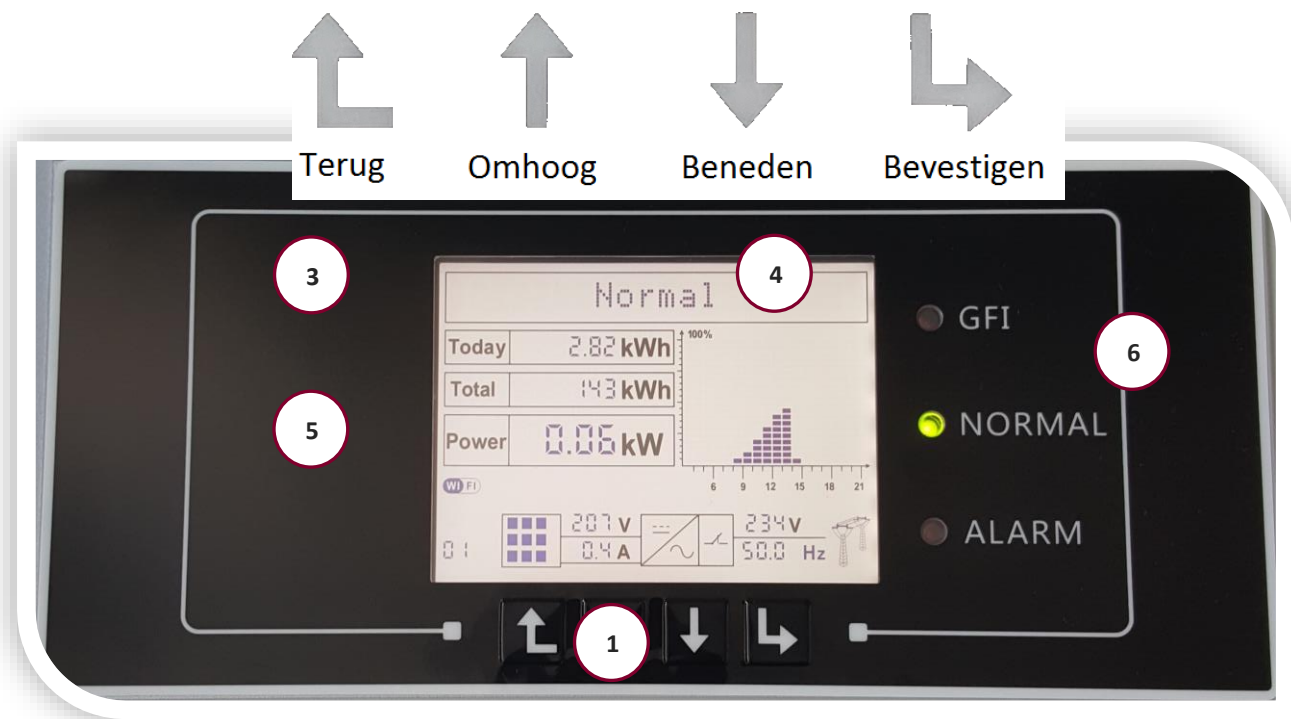 Terug Omhoog Beneden Bevestigen
3
4
Normal
GFI
Today 2.82 kWh
100%
6
Total 143 kWh
5
NORMAL
Power 0.06 kW
WI FI
6 9 12 15 18 21
207 V
234 V
01
0.4 A
50.0 Hz
ALARM
1